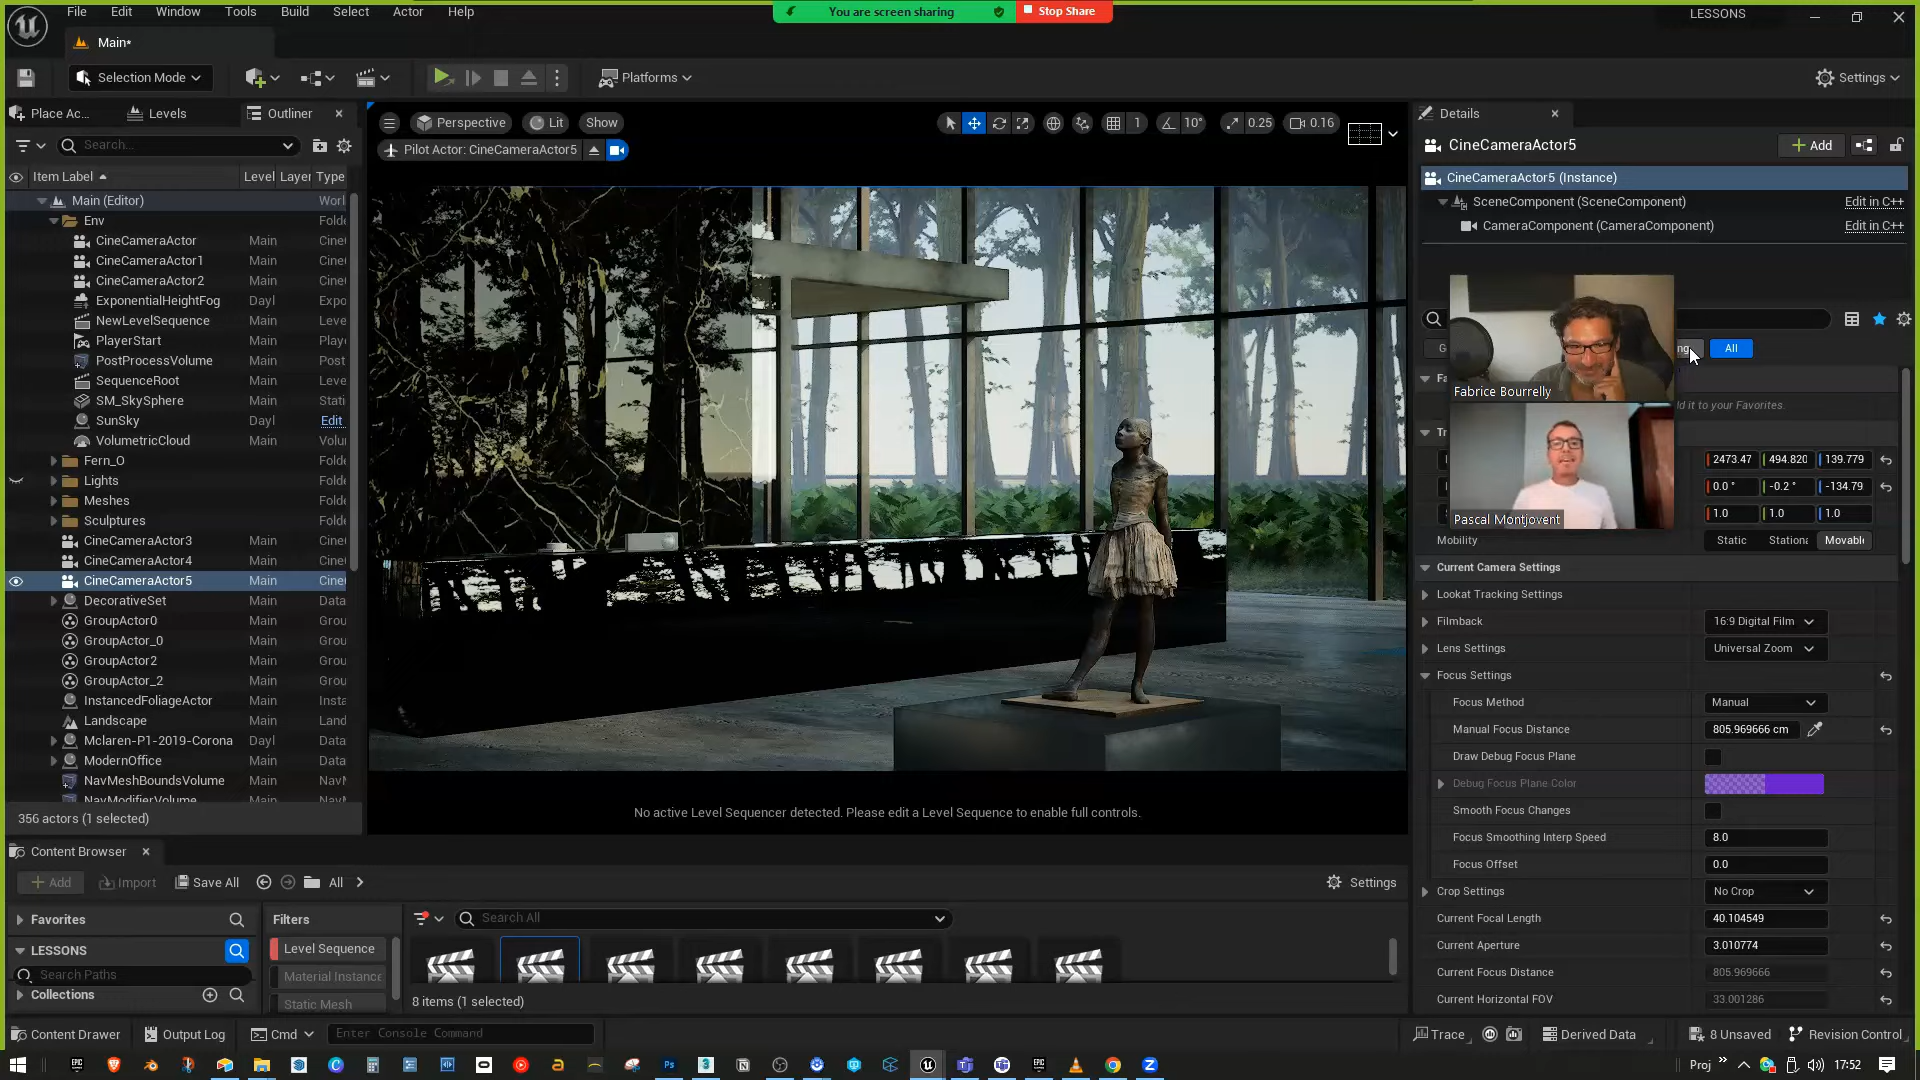 File Edit Window Tools Build Select Actor Help
You are screen sharing
Stop Share
LESSONS
Main*
Selection Mode
Platforms
Settings
Place Ac...
Levels
Outliner
Search...
Item Label
Level
Layer
Type
Main (Editor)
Worl
Env
Folde
CineCameraActor Main Cine
CineCameraActor1 Main Cine
CineCameraActor2 Main Cine
ExponentialHeightFog Dayl Expo
NewLevelSequence Main Leve
PlayerStart Main Playe
PostProcessVolume Main Post
SequenceRoot Main Leve
SM_SkySphere Main Stati
SunSky Dayl Edit
VolumetricCloud Main Volu
Fern_O Folde
Lights Folde
Meshes Folde
Sculptures Folde
CineCameraActor3 Main Cine
CineCameraActor4 Main Cine
CineCameraActor5 Main Cine
DecorativeSet Main Data
GroupActor0 Main Grou
GroupActor_0 Main Grou
GroupActor2 Main Grou
GroupActor_2 Main Grou
InstancedFoliageActor Main Insta
Landscape Main Land
Mclaren-P1-2019-Corona Dayl Data
ModernOffice Main Data
NavMeshBoundsVolume Main
NavModifierVolume Main
356 actors (1 selected)
Perspective
Lit
Show
1
10°
0.25
0.16
Pilot Actor: CineCameraActor5
No active Level Sequencer detected. Please edit a Level Sequence to enable full controls.
Details
CineCameraActor5
Add
CineCameraActor5 (Instance)
SceneComponent (SceneComponent) Edit in C++
CameraComponent (CameraComponent) Edit in C++
All
Fabrice Bourrelly
d it to your Favorites.
2473.47 494.820 139.779
0.0 ° -0.2 ° -134.79
1.0 1.0 1.0
Pascal Montjovent
Mobility Static Stationa Movable
Current Camera Settings
Lookat Tracking Settings
Filmback 16:9 Digital Film
Lens Settings Universal Zoom
Focus Settings
Focus Method Manual
Manual Focus Distance 805.969666 cm
Draw Debug Focus Plane
Debug Focus Plane Color
Smooth Focus Changes
Focus Smoothing Interp Speed 8.0
Focus Offset 0.0
Crop Settings No Crop
Current Focal Length 40.104549
Current Aperture 3.010774
Current Focus Distance 805.969666
Current Horizontal FOV 33.001286
Content Browser
Add
Import
Save All
All
Settings
Favorites
Filters
Search All
LESSONS
Level Sequence
Search Paths
Material Instance
Collections
Static Mesh
8 items (1 selected)
Content Drawer
Output Log
Cmd
Enter Console Command
Trace
Derived Data
8 Unsaved
Revision Control
Proj
17:52